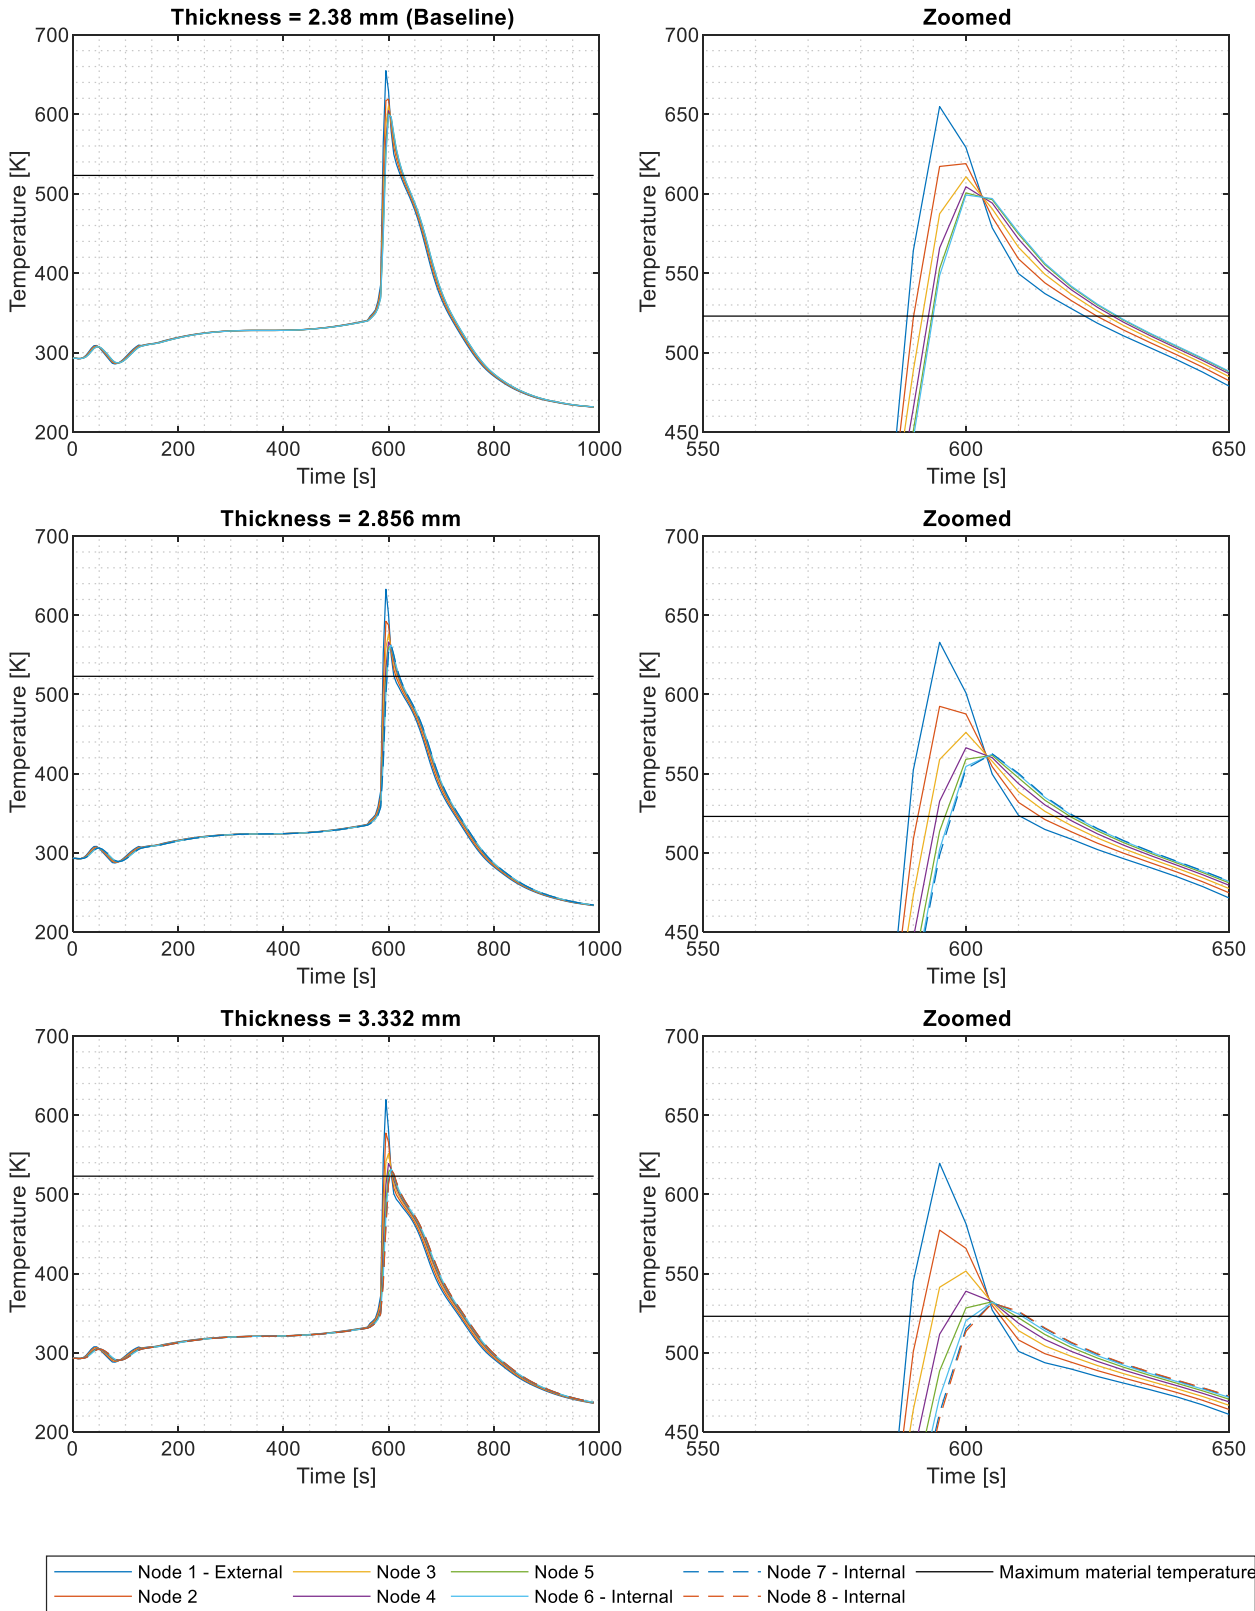 Thickness = 2.38 mm (Baseline)
Temperature [K]
700
600
500
400
300
200
0 200 400 600 800 1000
Time [s]
Zoomed
Temperature [K]
700
650
600
550
500
450
550 600 650
Time [s]
Thickness = 2.856 mm
Temperature [K]
700
600
500
400
300
200
0 200 400 600 800 1000
Time [s]
Zoomed
Temperature [K]
700
650
600
550
500
450
550 600 650
Time [s]
Thickness = 3.332 mm
Temperature [K]
700
600
500
400
300
200
0 200 400 600 800 1000
Time [s]
Zoomed
Temperature [K]
700
650
600
550
500
450
550 600 650
Time [s]
Node 1 - External Node 3 Node 5 Node 7 - Internal Maximum material temperature
Node 2 Node 4 Node 6 - Internal Node 8 - Internal